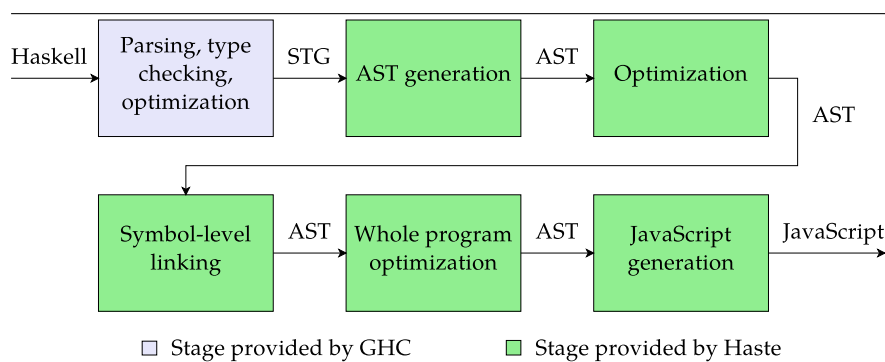 Haskell
Parsing, type
checking,
optimization
STG
AST generation
AST
Optimization
AST
Symbol-level
linking
AST
Whole program
optimization
AST
JavaScript
generation
JavaScript
Stage provided by GHC
Stage provided by Haste